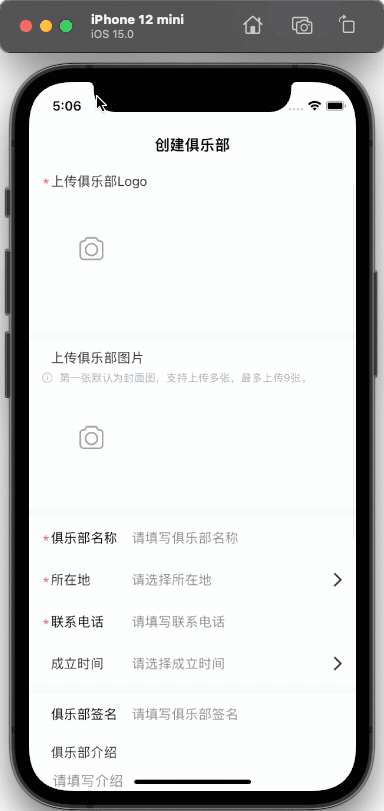 iPhone 12 mini
iOS 15.0
5:06
创建俱乐部
*上传俱乐部Logo
上传俱乐部图片
第一张默认为封面图，支持上传多张，最多上传9张。
*俱乐部名称 请填写俱乐部名称
*所在地 请选择所在地
*联系电话 请填写联系电话
成立时间 请选择成立时间
俱乐部签名 请填写俱乐部签名
俱乐部介绍
请填写介绍